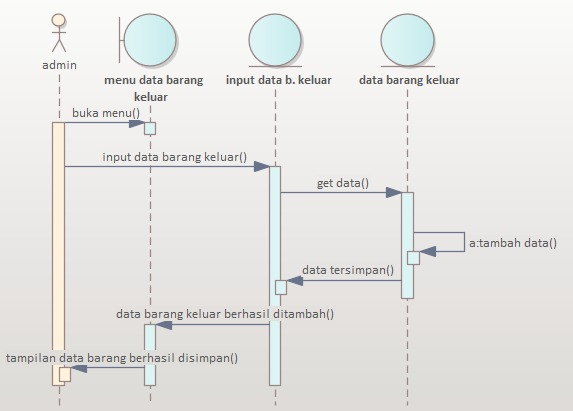 admin
menu data barang
keluar
input data b. keluar
data barang keluar
buka menu()
input data barang keluar()
get data()
a:tambah data()
data tersimpan()
data barang keluar berhasil ditambah()
tampilan data barang berhasil disimpan()